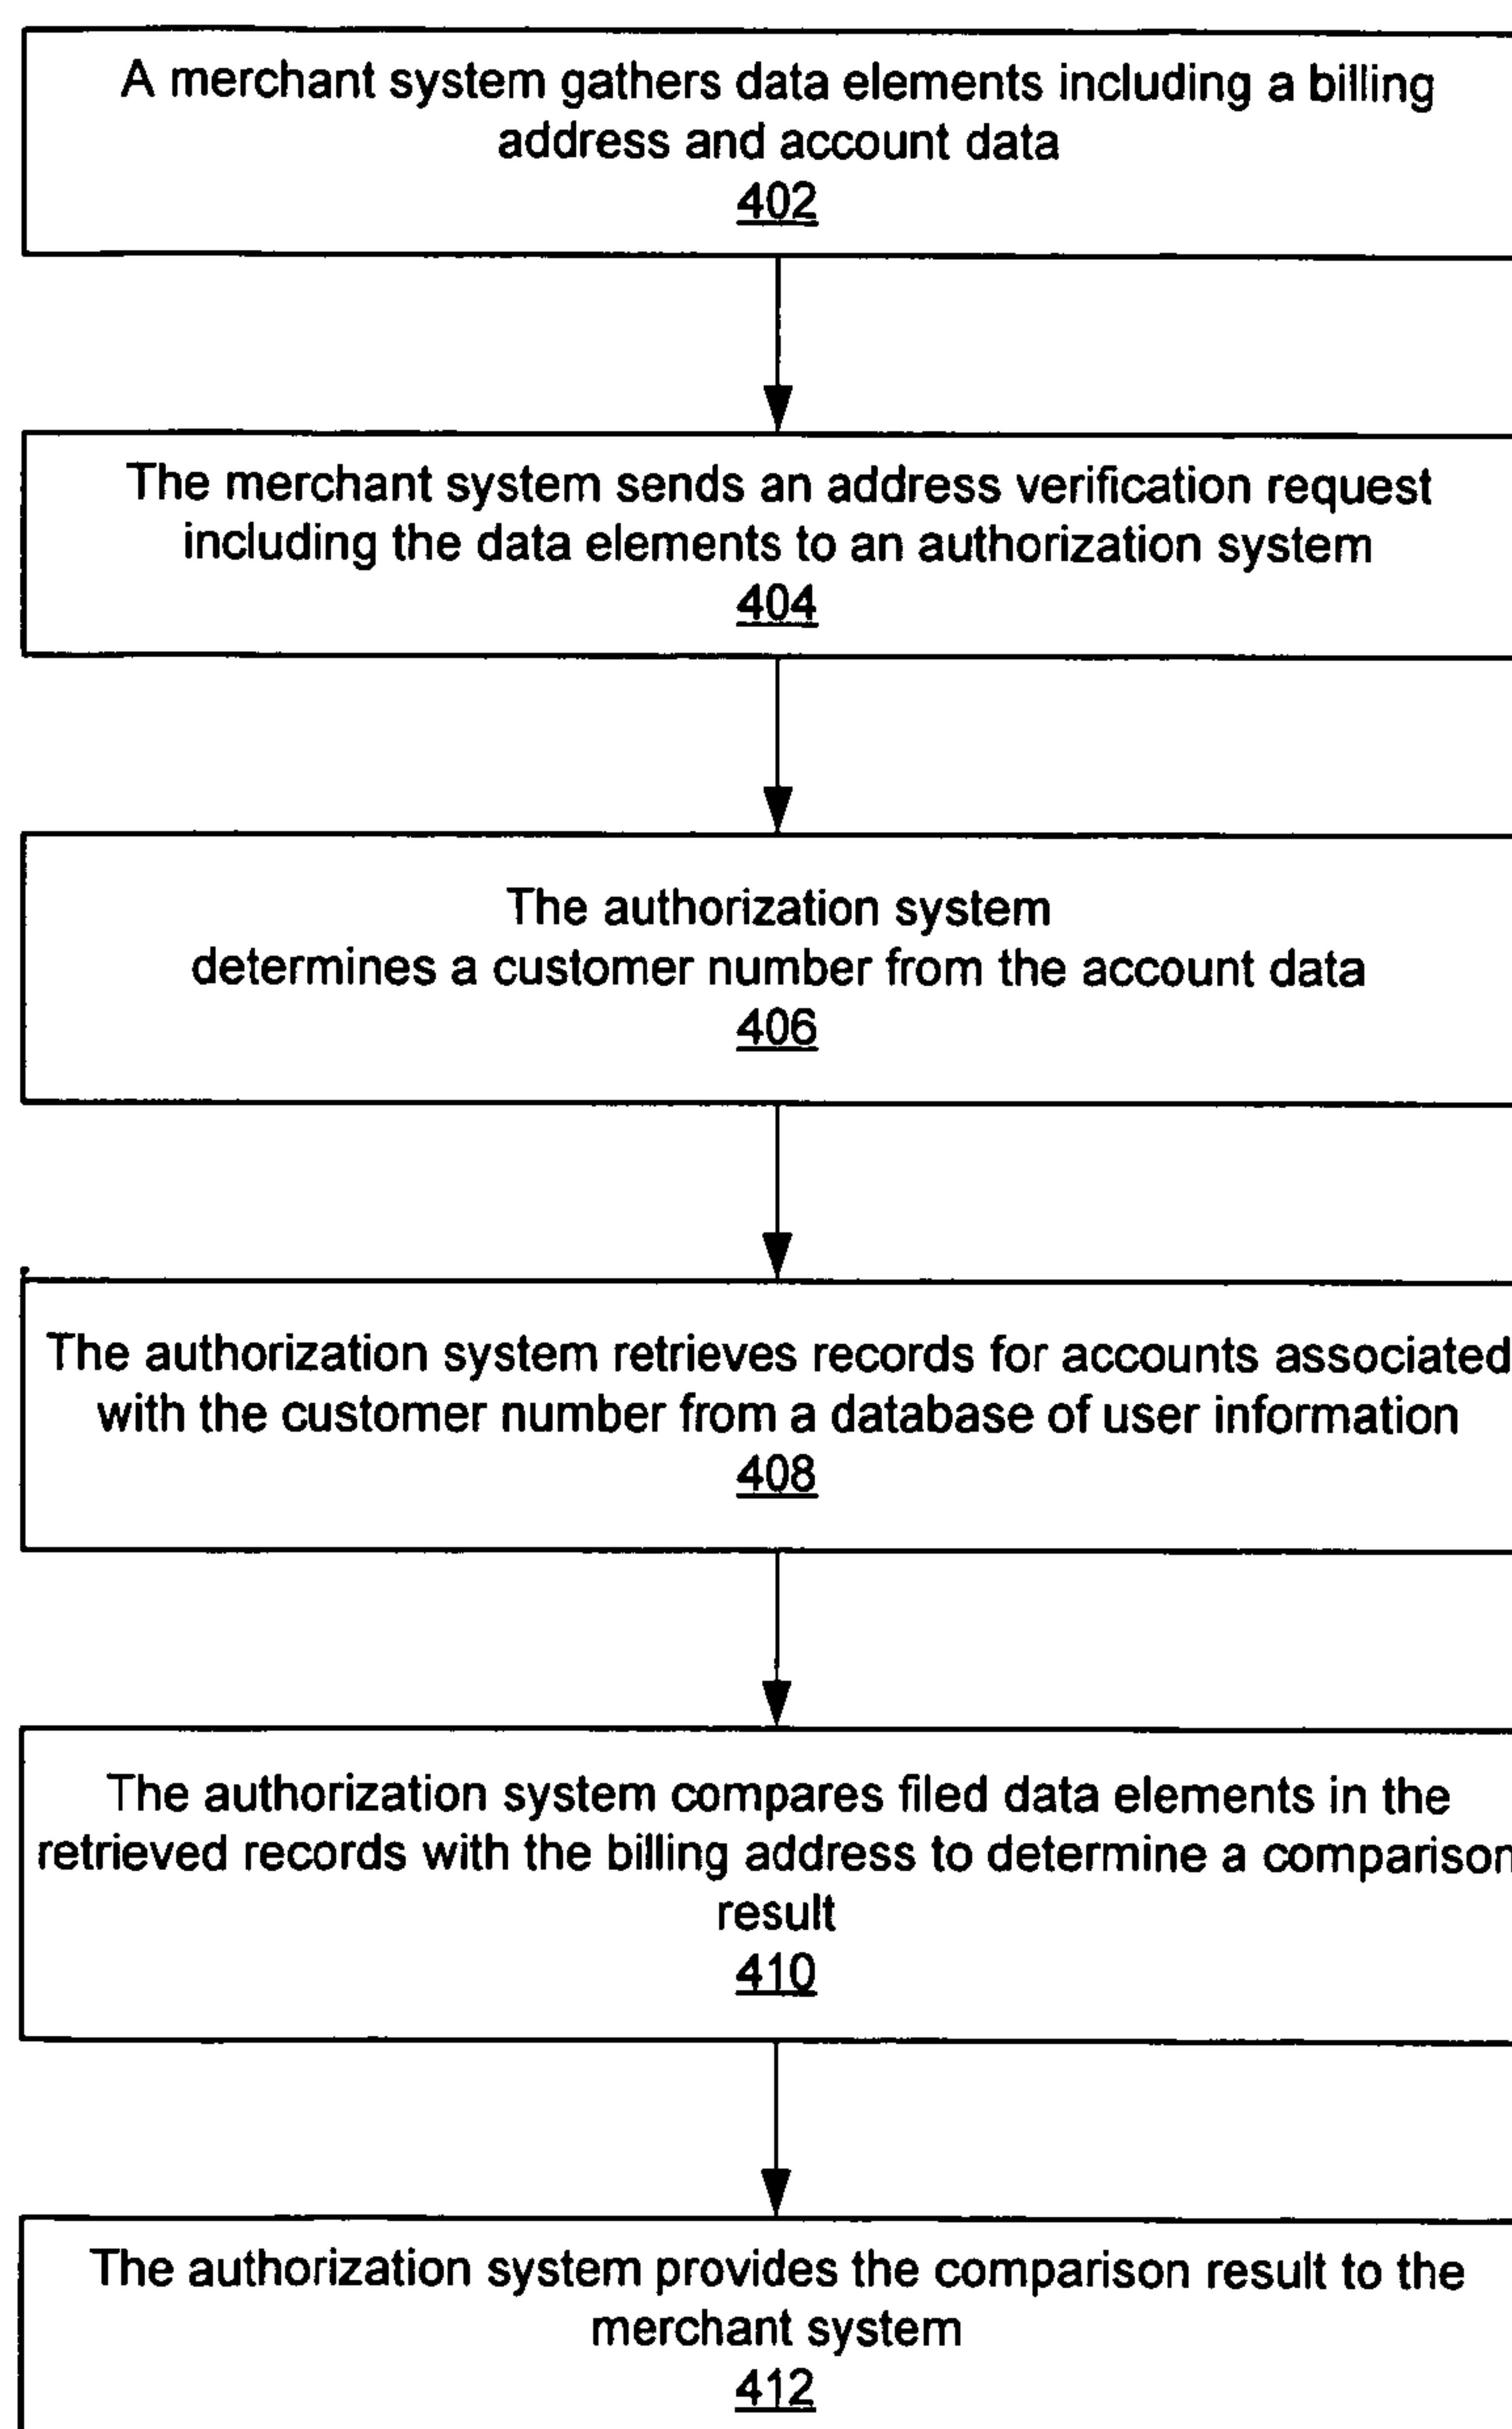 A merchant system gathers data elements including a billing
address and account data
402
The merchant system sends an address verification request
including the data elements to an authorization system
404
The authorization system
determines a customer number from the account data
406
The authorization system retrieves records for accounts associated
with the customer number from a database of user information
408
The authorization system compares filed data elements in the
retrieved records with the billing address to determine a comparison
result
410
The authorization system provides the comparison result to the
merchant system
412